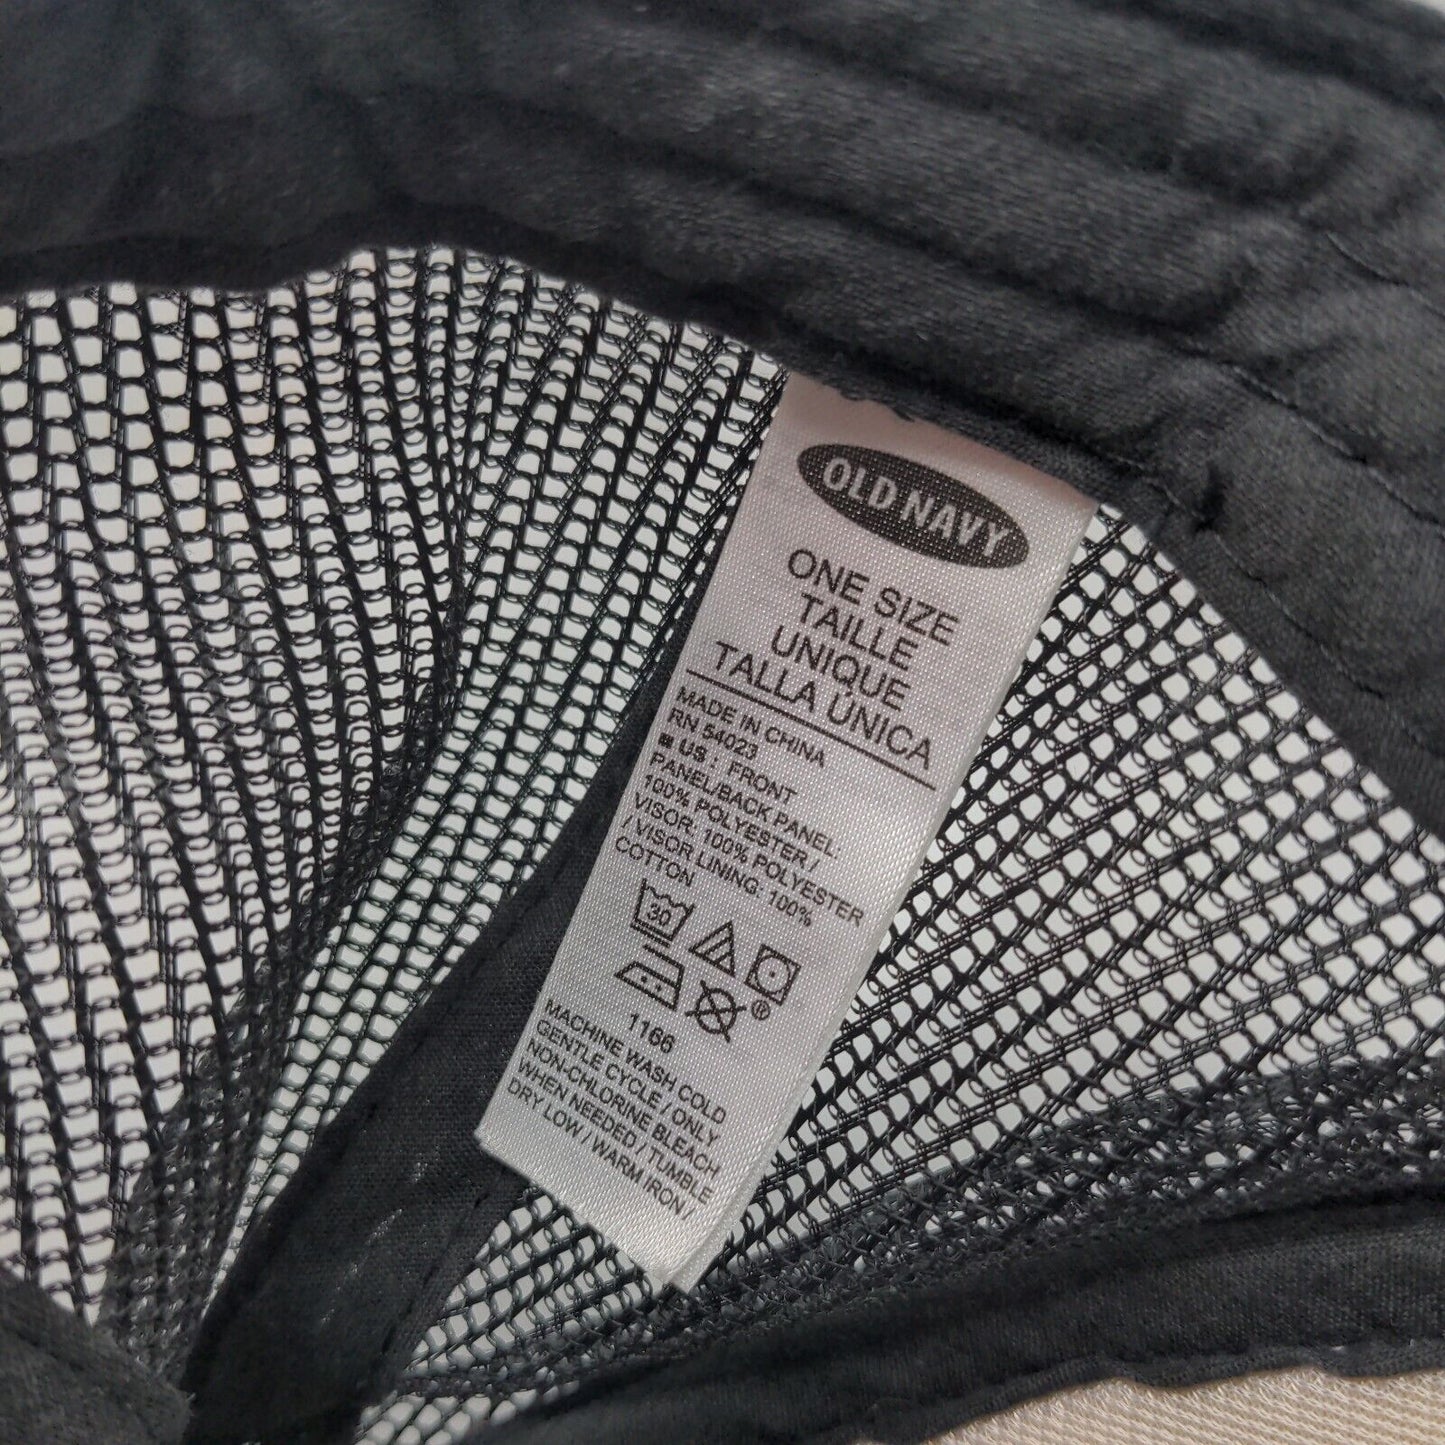 OLD NAVY
ONE SIZE
TAILLE
UNIQUE
TALLA ÚNICA
MADE IN CHINA
RN 54023
US : FRONT
PANEL/BACK PANEL:
100% POLYESTER /
VISOR: 100% POLYESTER
/ VISOR LINING: 100%
COTTON
30
®
1166
MACHINE WASH COLD
GENTLE CYCLE / ONLY
NON-CHLORINE BLEACH
WHEN NEEDED / TUMBLE
DRY LOW / WARM IRON /